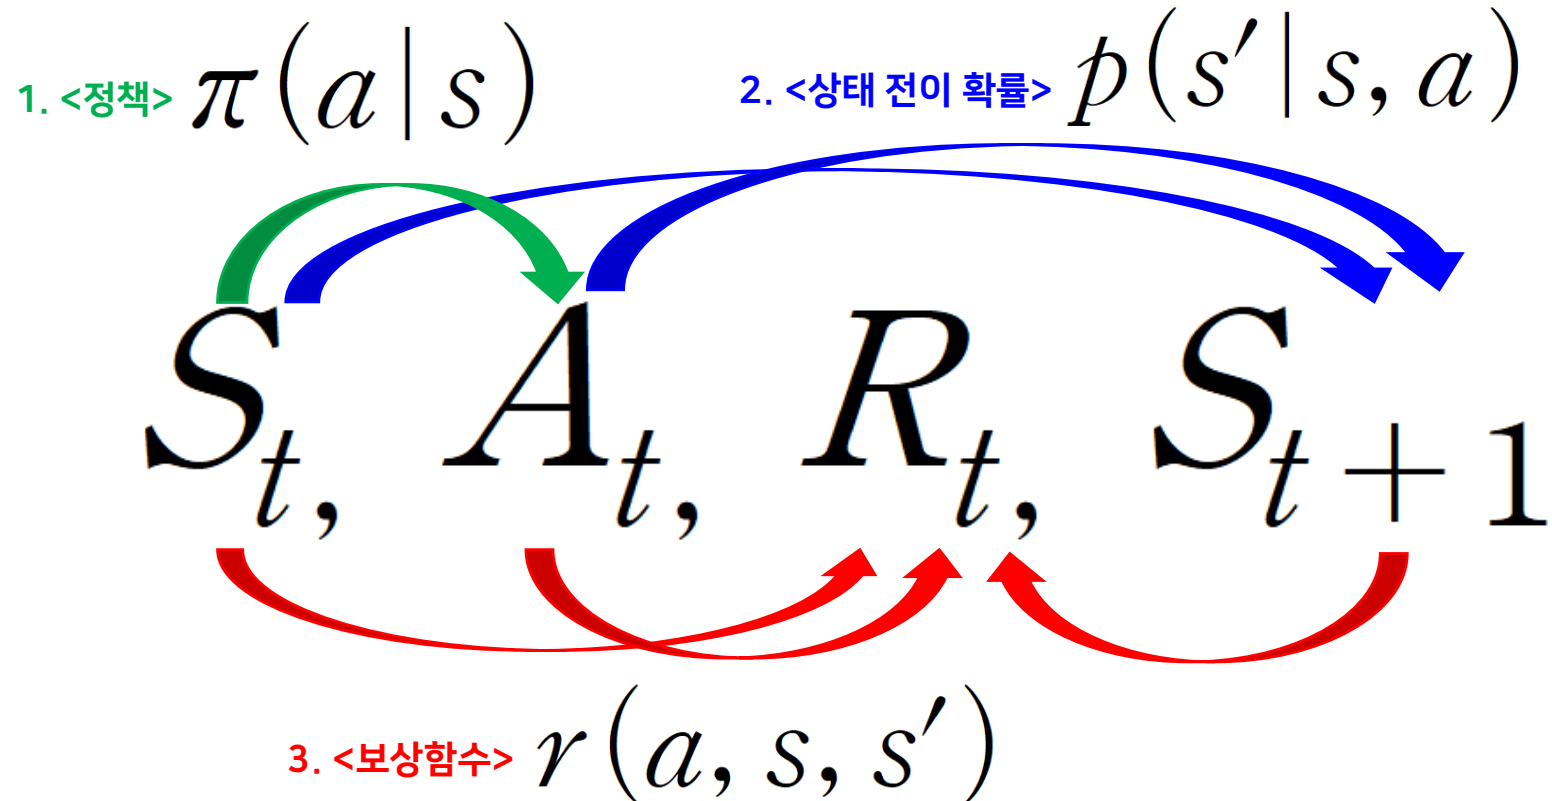 1. <정책> π(a|s)
2. <상태 전이 확률> p(s′|s, a)
S_t, A_t, R_t, S_{t+1}
3. <보상함수> r(a, s, s′)